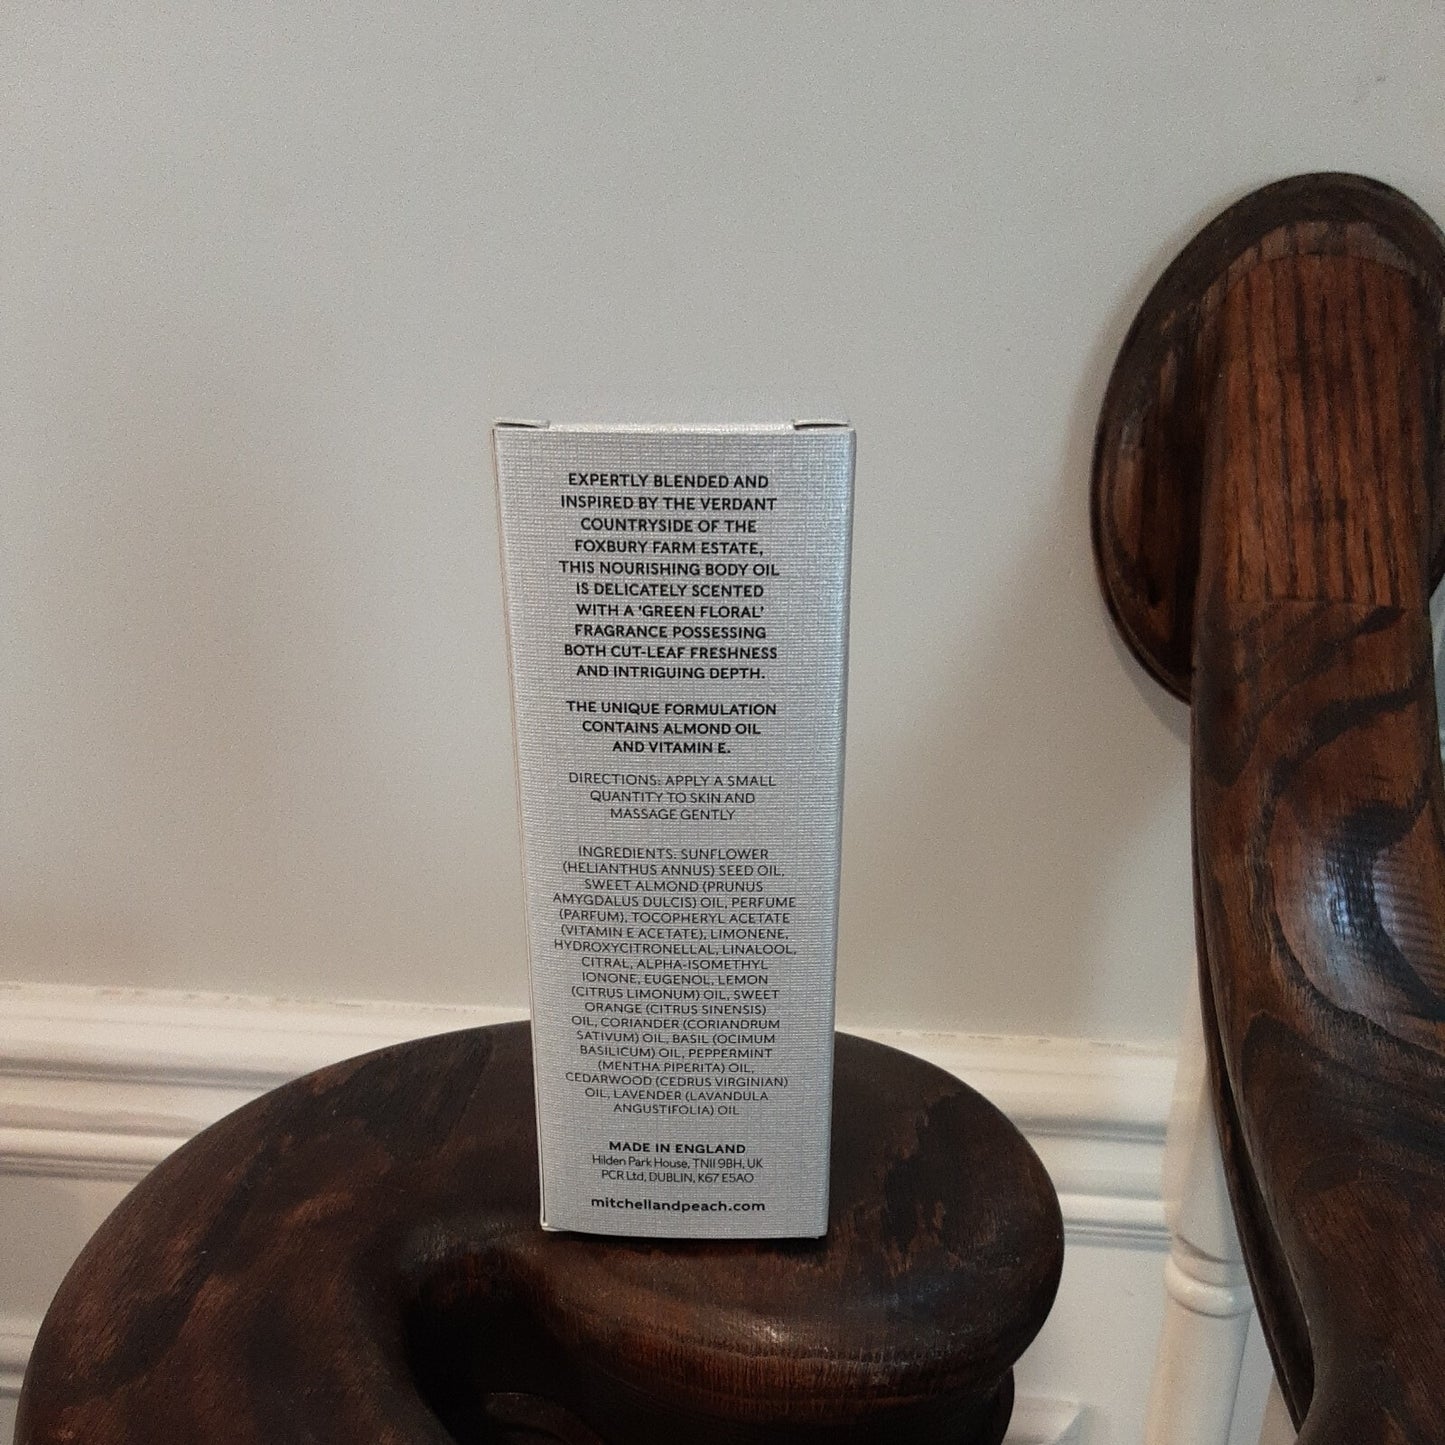 EXPERTLY BLENDED AND
INSPIRED BY THE VERDANT
COUNTRYSIDE OF THE
FOXBURY FARM ESTATE,
THIS NOURISHING BODY OIL
IS DELICATELY SCENTED
WITH A 'GREEN FLORAL'
FRAGRANCE POSSESSING
BOTH CUT-LEAF FRESHNESS
AND INTRIGUING DEPTH.
THE UNIQUE FORMULATION
CONTAINS ALMOND OIL
AND VITAMIN E.
DIRECTIONS: APPLY A SMALL
QUANTITY TO SKIN AND
MASSAGE GENTLY
INGREDIENTS: SUNFLOWER
(HELIANTHUS ANNUS) SEED OIL,
SWEET ALMOND (PRUNUS
AMYGDALUS DULCIS) OIL, PERFUME
(PARFUM), TOCOPHERYL ACETATE
(VITAMIN E ACETATE), LIMONENE,
HYDROXYCITRONELLAL, LINALOOL,
CITRAL, ALPHA-ISOMETHYL
IONONE, EUGENOL, LEMON
(CITRUS LIMONUM) OIL, SWEET
ORANGE (CITRUS SINENSIS)
OIL, CORIANDER (CORIANDRUM
SATIVUM) OIL, BASIL (OCIMUM
BASILICUM) OIL, PEPPERMINT
(MENTHA PIPERITA) OIL,
CEDARWOOD (CEDRUS VIRGINIAN)
OIL, LAVENDER (LAVANDULA
ANGUSTIFOLIA) OIL
MADE IN ENGLAND
Hilden Park House, TN11 9BH, UK
PCR Ltd, DUBLIN, K67 E5AO
mitchellandpeach.com